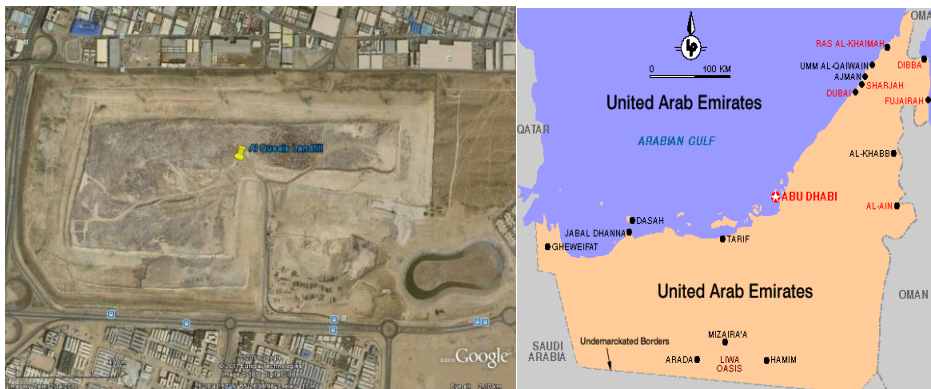 Al Qusais Landfill
Google
OMAN
RAS AL-KHAIMAH
UMM AL-QAIWAIN
DIBBA
AJMAN
SHARJAH
DUBAI
FUJAIRAH
0 100 KM
United Arab Emirates
QATAR
ARABIAN GULF
AL-KHABB
ABU DHABI
AL-AIN
DASAH
JABAL DHANNA
TARIF
GHEWEIFAT
United Arab Emirates
OMAN
SAUDI
ARABIA
Undemarckated Borders
MIZAIRA'A
ARADA
LIWA
OASIS
HAMIM